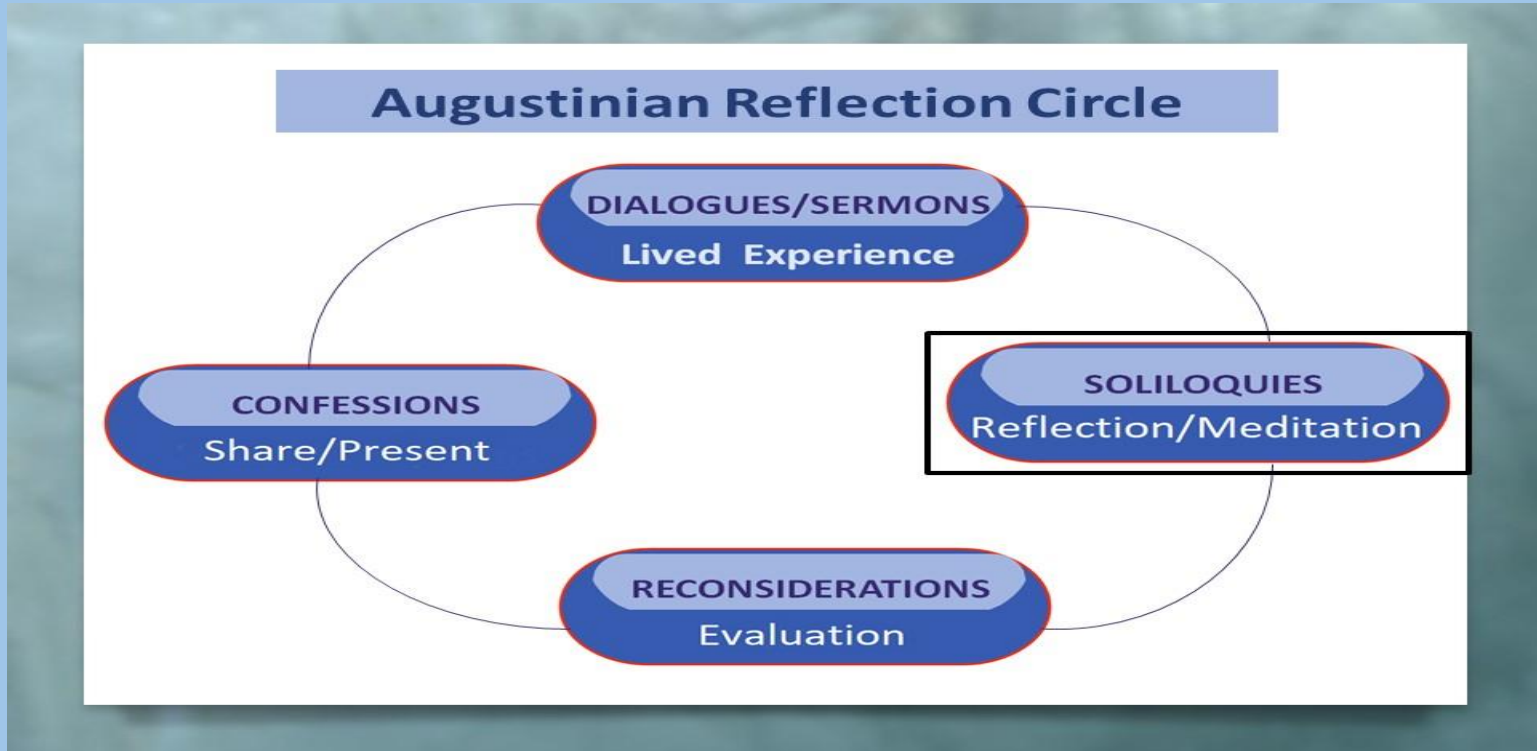 Augustinian Reflection Circle
DIALOGUES/SERMONS
Lived Experience
CONFESSIONS
Share/Present
SOLILOQUIES
Reflection/Meditation
RECONSIDERATIONS
Evaluation